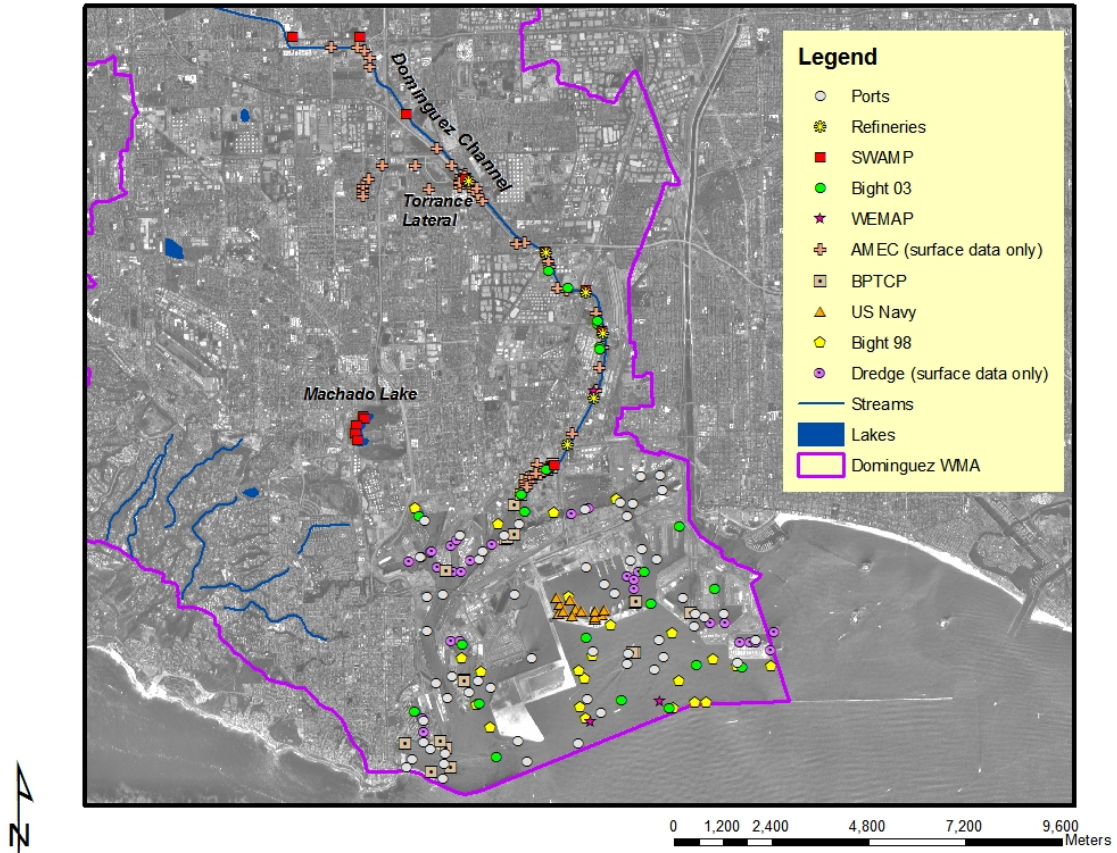 Dominguez Channel
Torrance
Lateral
Machado Lake
Legend
Ports
Refineries
SWAMP
Bight 03
WEMAP
AMEC (surface data only)
BPTCP
US Navy
Bight 98
Dredge (surface data only)
Streams
Lakes
Dominguez WMA
N
0 1,200 2,400 4,800 7,200 9,600
Meters